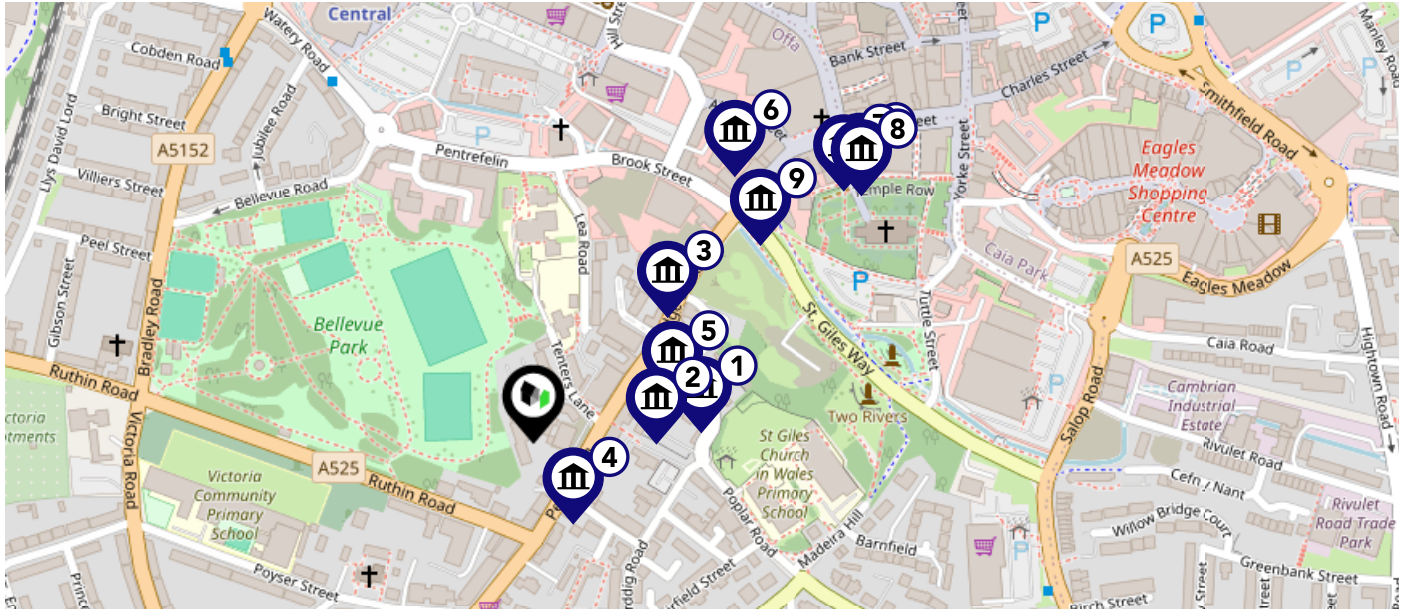 Central
Watery Road
Hill Str
Offa
P
P
Bank Street
Cobden Road
Charles Street
Manley Road
P
Smithfield Road
Llys David Lord
Bright Street
Jubilee Road
A5152
P
6
7
8
Pentrefelin
Brook Street
Yorke Street
Eagles
Meadow
Shopping
Centre
Villiers Street
Bellevue Road
9
Temple Row
Lea Road
Peel Street
3
Caia Park
A525
P
Eagles Meadow
Gibson Street
Bradley Road
Bellevue
Park
5
St. Giles Way
Tuttle Street
Caia Road
Hightown Road
Ruthin Road
Tenters Lane
1
2
P
Cambrian
Industrial
Estate
Two Rivers
Salop Road
Victoria Road
St Giles
Church
in Wales
Primary
School
Rivulet Road
4
A525
Ruthin Road
Victoria
Community
Primary
School
Cefn Y Nant
Poplar Road
Madeira Hill
Willow Bridge Court
Rivulet
Road Trade
Park
Barnfield
P
Poyser Street
Greenbank Street
Birch Street